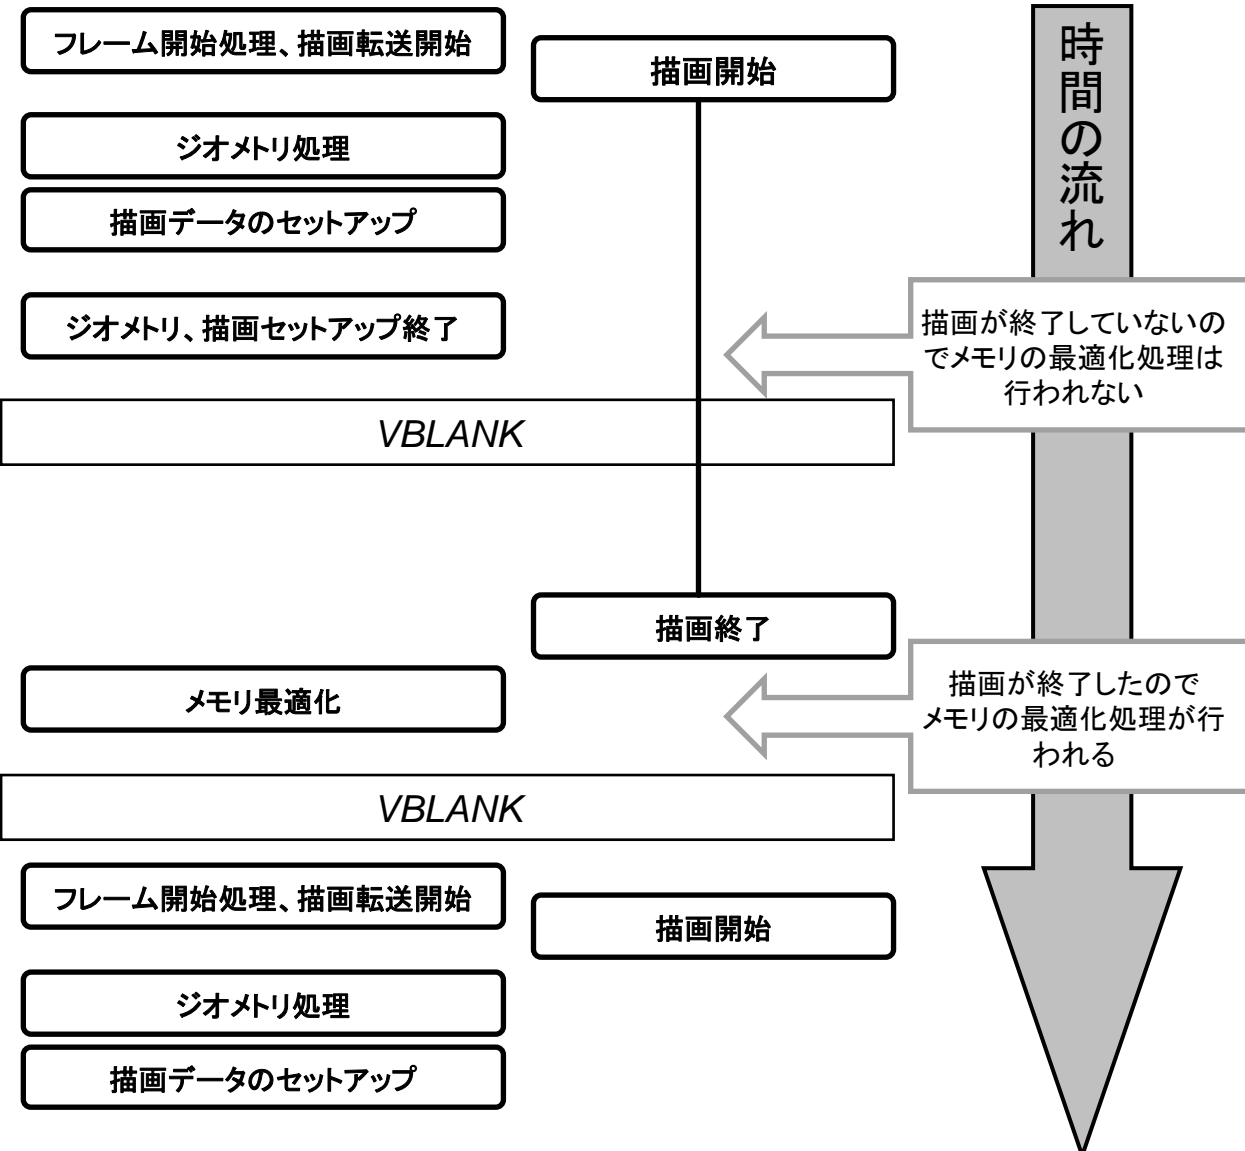 フレーム開始処理、描画転送開始
描画開始
時間の流れ
ジオメトリ処理
描画データのセットアップ
ジオメトリ、描画セットアップ終了
描画が終了していないの
でメモリの最適化処理は
行われない
VBLANK
描画終了
メモリ最適化
描画が終了したので
メモリの最適化処理が行
われる
VBLANK
フレーム開始処理、描画転送開始
描画開始
ジオメトリ処理
描画データのセットアップ